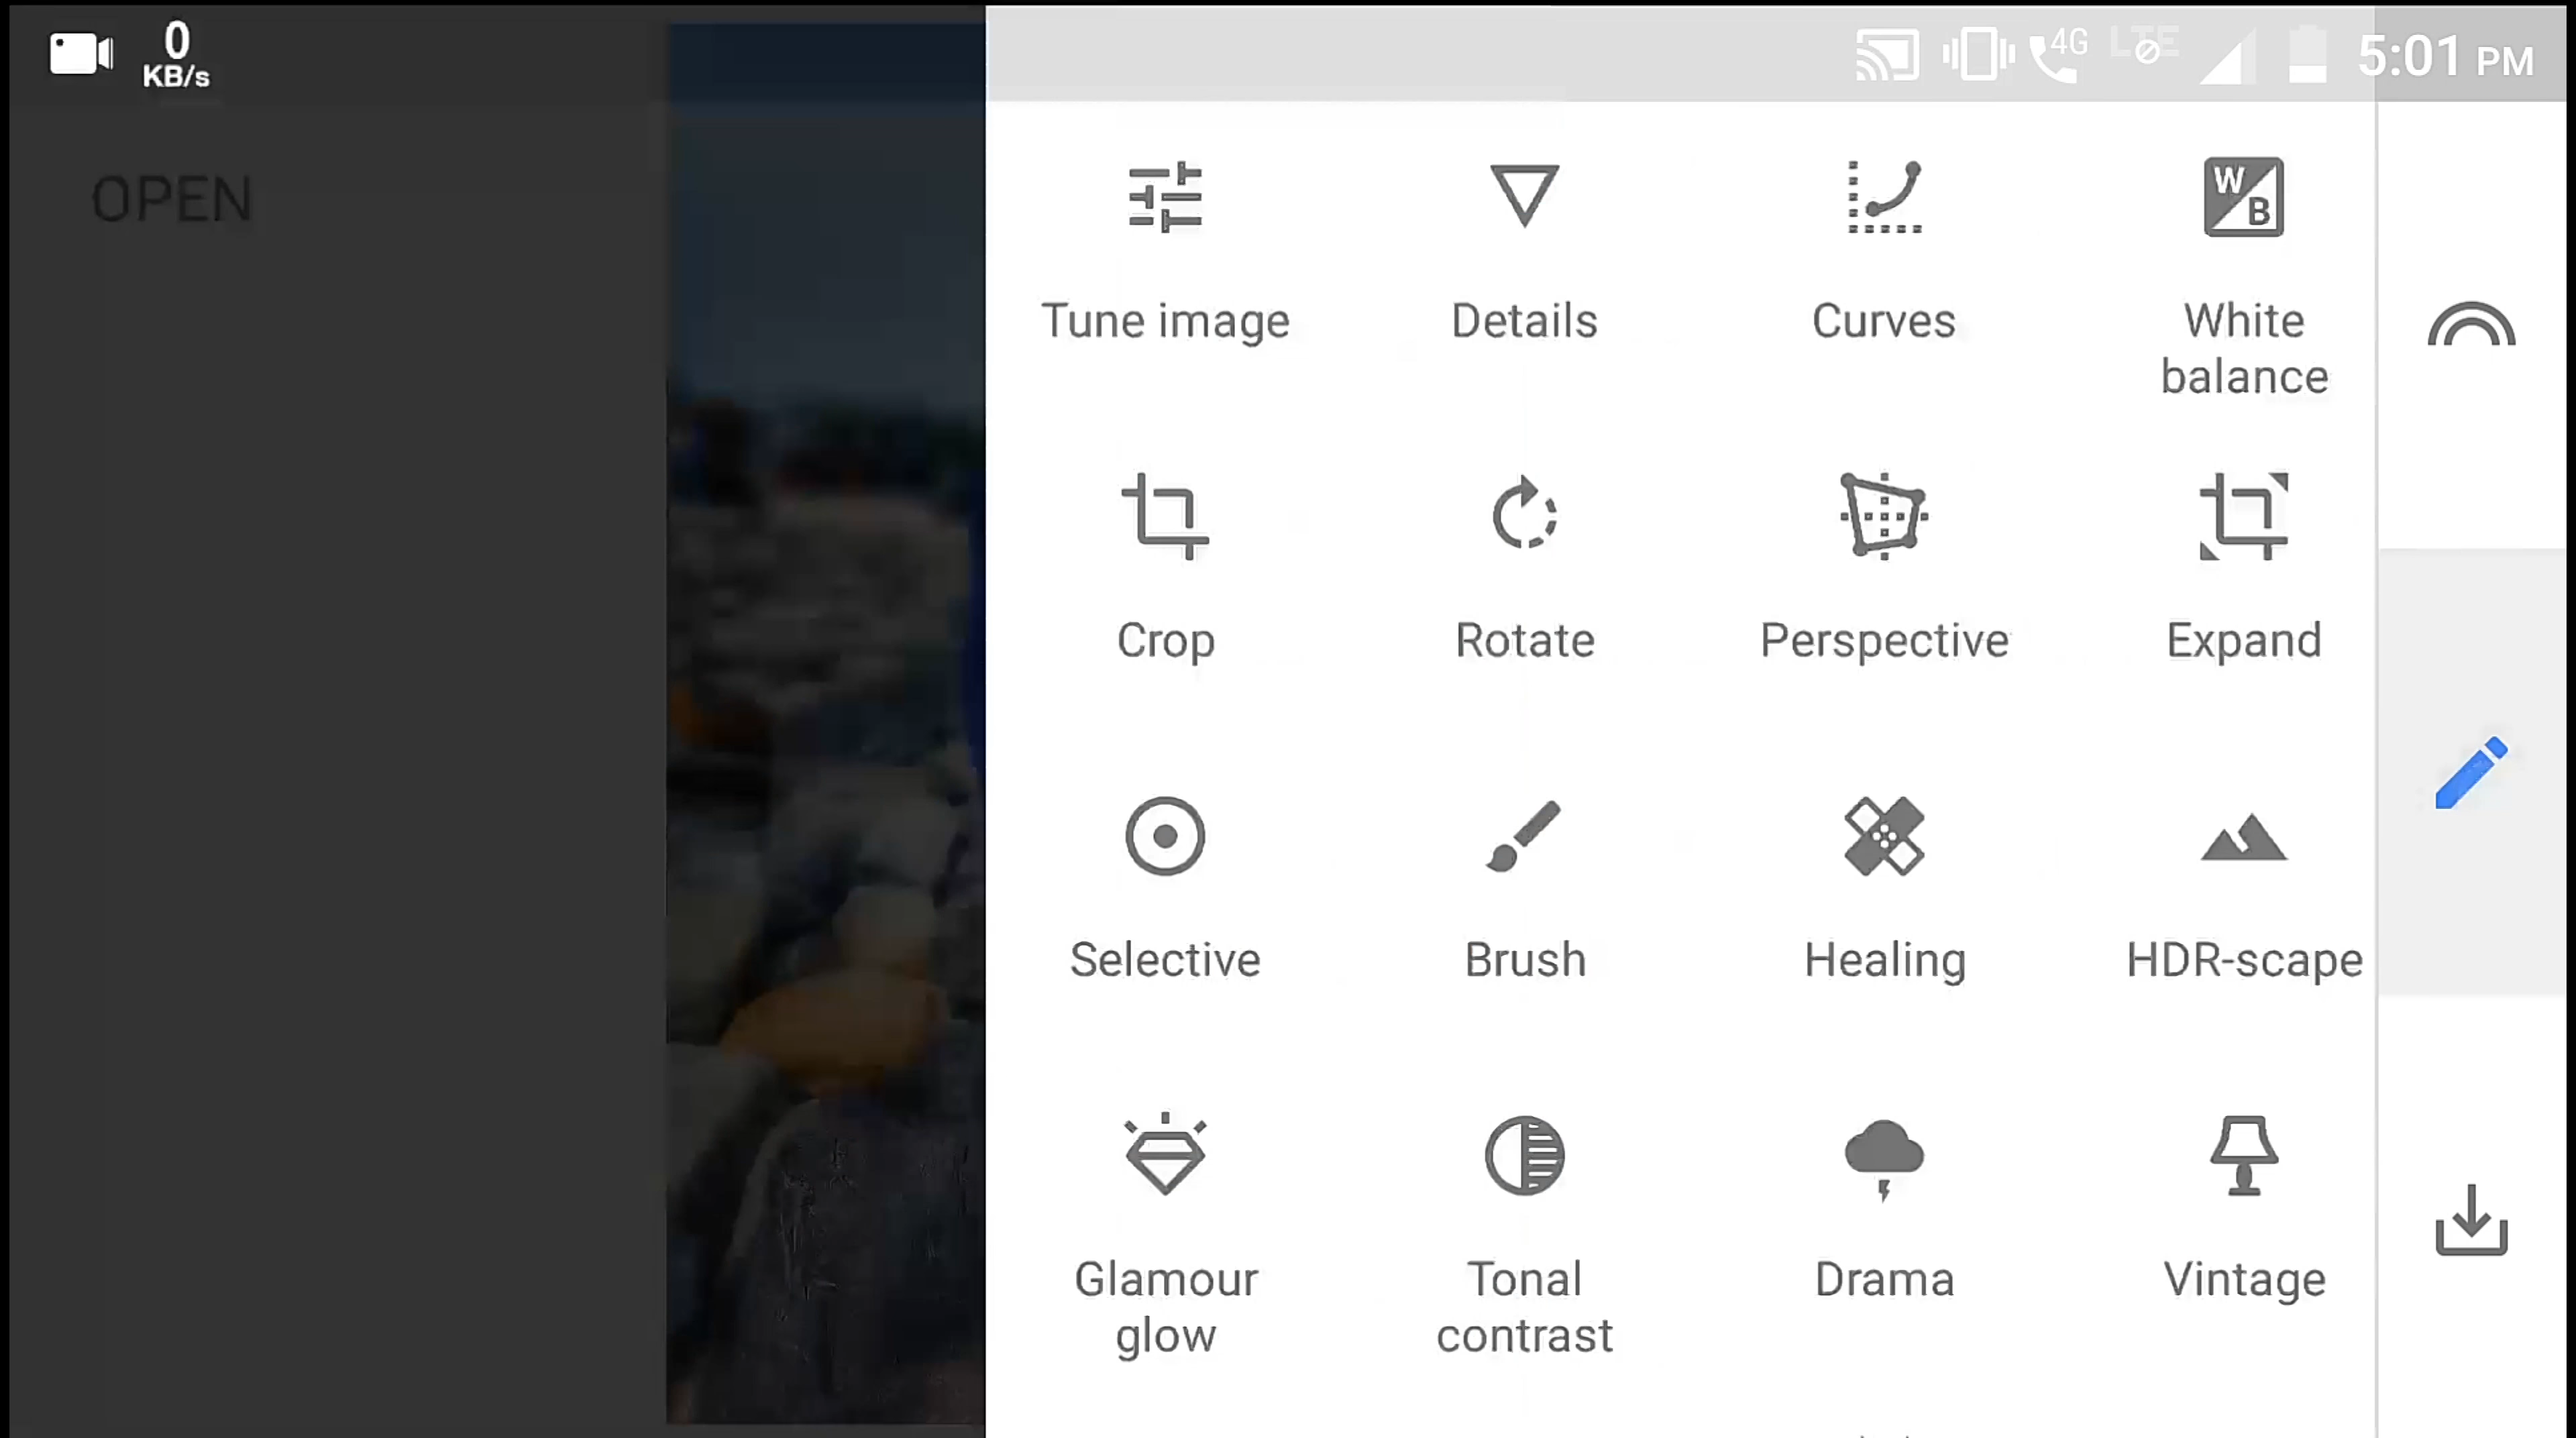 0
KB/s
4G
LTE
5:01 PM
OPEN
W
B
Tune image
Details
Curves
White
balance
Crop
Rotate
Perspective
Expand
Selective
Brush
Healing
HDR-scape
Glamour
glow
Tonal
contrast
Drama
Vintage